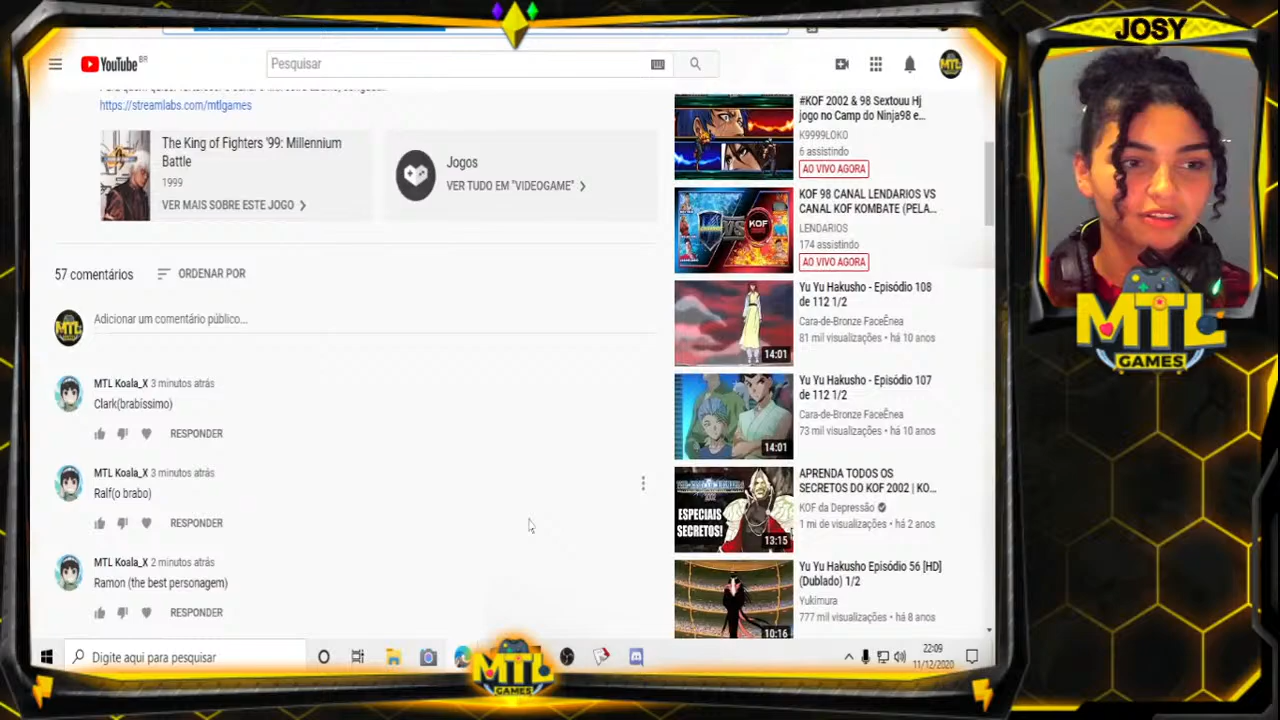 JOSY
YouTube BR
Pesquisar
https://streamlabs.com/mtlgames
The King of Fighters '99: Millennium
Battle
1999
VER MAIS SOBRE ESTE JOGO
Jogos
VER TUDO EM "VIDEOGAME"
57 comentários
ORDENAR POR
Adicionar um comentário público...
MTL Koala_X 3 minutos atrás
Clark(brabíssimo)
RESPONDER
MTL Koala_X 3 minutos atrás
Ralf(o brabo)
RESPONDER
MTL Koala_X 2 minutos atrás
Ramon (the best personagem)
RESPONDER
#KOF 2002 & 98 Sextouu Hj
jogo no Camp do Ninja98 e...
K9999LOKO
6 assistindo
AO VIVO AGORA
VS
KOF
KOF 98 CANAL LENDARIOS VS
CANAL KOF KOMBATE (PELA...
LENDARIOS
174 assistindo
AO VIVO AGORA
14:01
Yu Yu Hakusho - Episódio 108
de 112 1/2
Cara-de-Bronze FaceÊnea
81 mil visualizações • há 10 anos
14:01
Yu Yu Hakusho - Episódio 107
de 112 1/2
Cara-de-Bronze FaceÊnea
73 mil visualizações • há 10 anos
ESPECIAIS
SECRETOS!
13:15
APRENDA TODOS OS
SECRETOS DO KOF 2002 | KO...
KOF da Depressão
1 mi de visualizações • há 2 anos
10:16
Yu Yu Hakusho Episódio 56 [HD]
(Dublado) 1/2
Yukimura
777 mil visualizações • há 8 anos
MTL
GAMES
Digite aqui para pesquisar
MTL
GAMES
22:09
11/12/2020